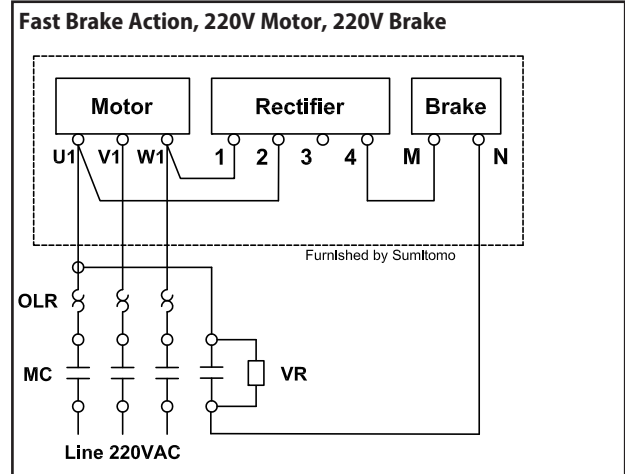 Fast Brake Action, 220V Motor, 220V Brake
Motor Rectifier Brake
U1 V1 W1 1 2 3 4 M N
Furnished by Sumitomo
OLR
MC VR
Line 220VAC